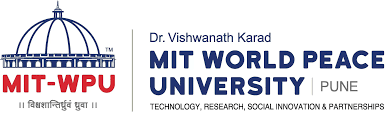 TM
MIT-WPU
॥ विश्वशान्तिर्ध्रुवं ध्रुवा ॥
Dr. Vishwanath Karad
MIT WORLD PEACE
UNIVERSITY | PUNE
TECHNOLOGY, RESEARCH, SOCIAL INNOVATION & PARTNERSHIPS